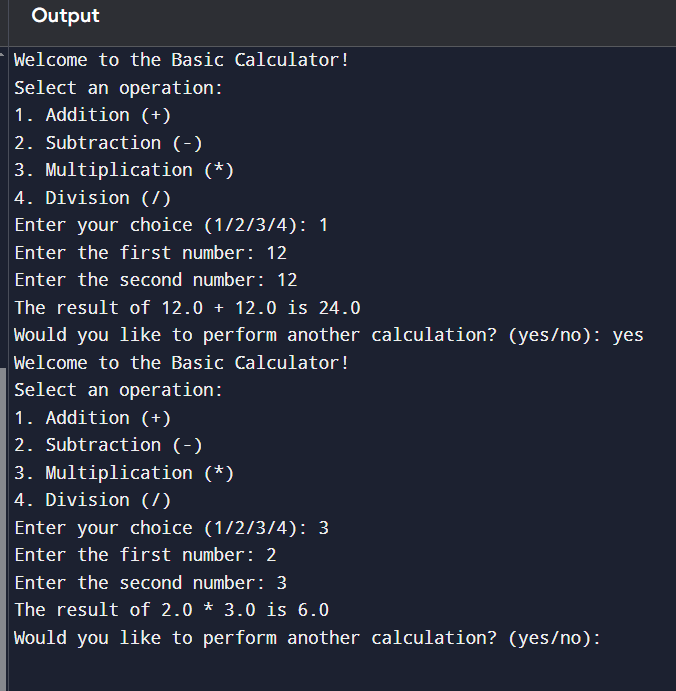 Output
Welcome to the Basic Calculator!
Select an operation:
1. Addition (+)
2. Subtraction (-)
3. Multiplication (*)
4. Division (/)
Enter your choice (1/2/3/4): 1
Enter the first number: 12
Enter the second number: 12
The result of 12.0 + 12.0 is 24.0
Would you like to perform another calculation? (yes/no): yes
Welcome to the Basic Calculator!
Select an operation:
1. Addition (+)
2. Subtraction (-)
3. Multiplication (*)
4. Division (/)
Enter your choice (1/2/3/4): 3
Enter the first number: 2
Enter the second number: 3
The result of 2.0 * 3.0 is 6.0
Would you like to perform another calculation? (yes/no):